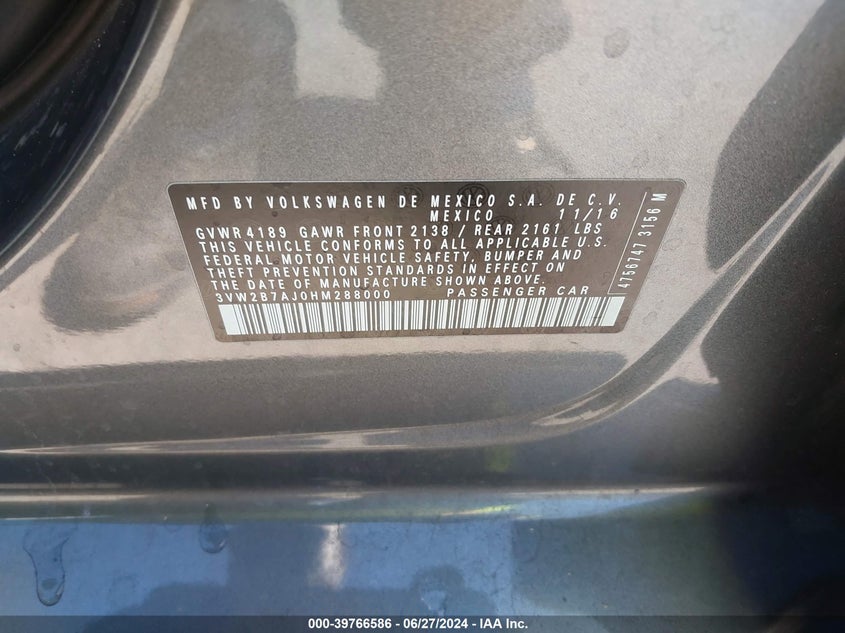 MFD BY VOLKSWAGEN DE MEXICO S.A. DE C.V.
MEXICO 11/16
GVWR 4189 GAWR FRONT 2138 / REAR 2161 LBS
THIS VEHICLE CONFORMS TO ALL APPLICABLE U.S.
FEDERAL MOTOR VEHICLE SAFETY, BUMPER AND
THEFT PREVENTION STANDARDS IN EFFECT ON
THE DATE OF MANUFACTURE SHOWN ABOVE.
3VW2B7AJ0HM288000 PASSENGER CAR
4756747 3156 M
000-39766586 - 06/27/2024 - IAA Inc.